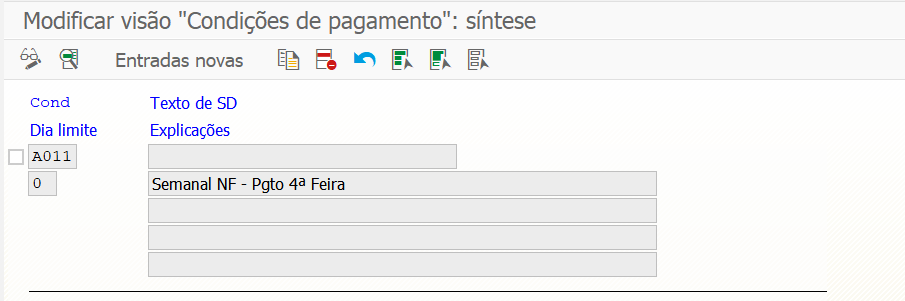 Modificar visão "Condições de pagamento": síntese
Entradas novas
Cond Texto de SD
Dia limite Explicações
A011
0 Semanal NF - Pgto 4ª Feira